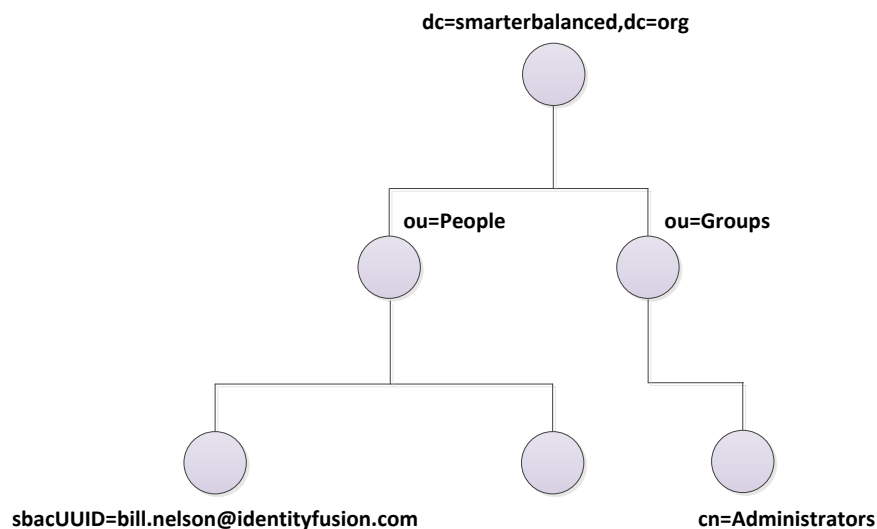 dc=smarterbalanced,dc=org
ou=People
ou=Groups
sbacUUID=bill.nelson@identityfusion.com
cn=Administrators